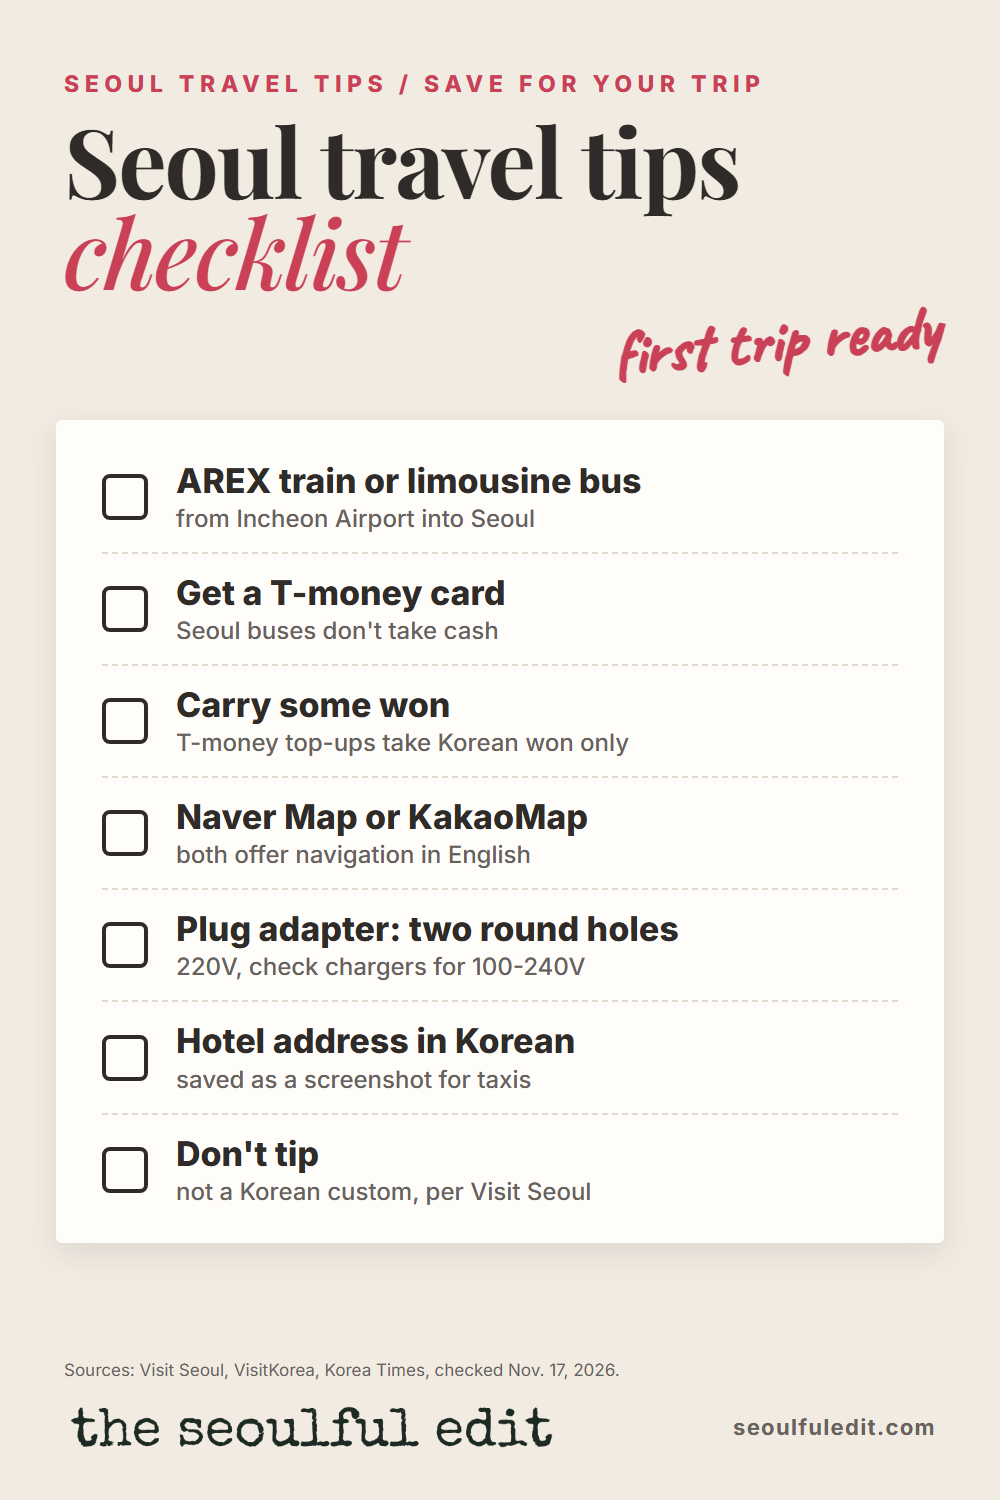 SEOUL TRAVEL TIPS / SAVE FOR YOUR TRIP
Seoul travel tips
checklist
first trip ready
AREX train or limousine bus
from Incheon Airport into Seoul
Get a T-money card
Seoul buses don't take cash
Carry some won
T-money top-ups take Korean won only
Naver Map or KakaoMap
both offer navigation in English
Plug adapter: two round holes
220V, check chargers for 100-240V
Hotel address in Korean
saved as a screenshot for taxis
Don't tip
not a Korean custom, per Visit Seoul
Sources: Visit Seoul, VisitKorea, Korea Times, checked Nov. 17, 2026.
the seoulful edit
seoulfuledit.com